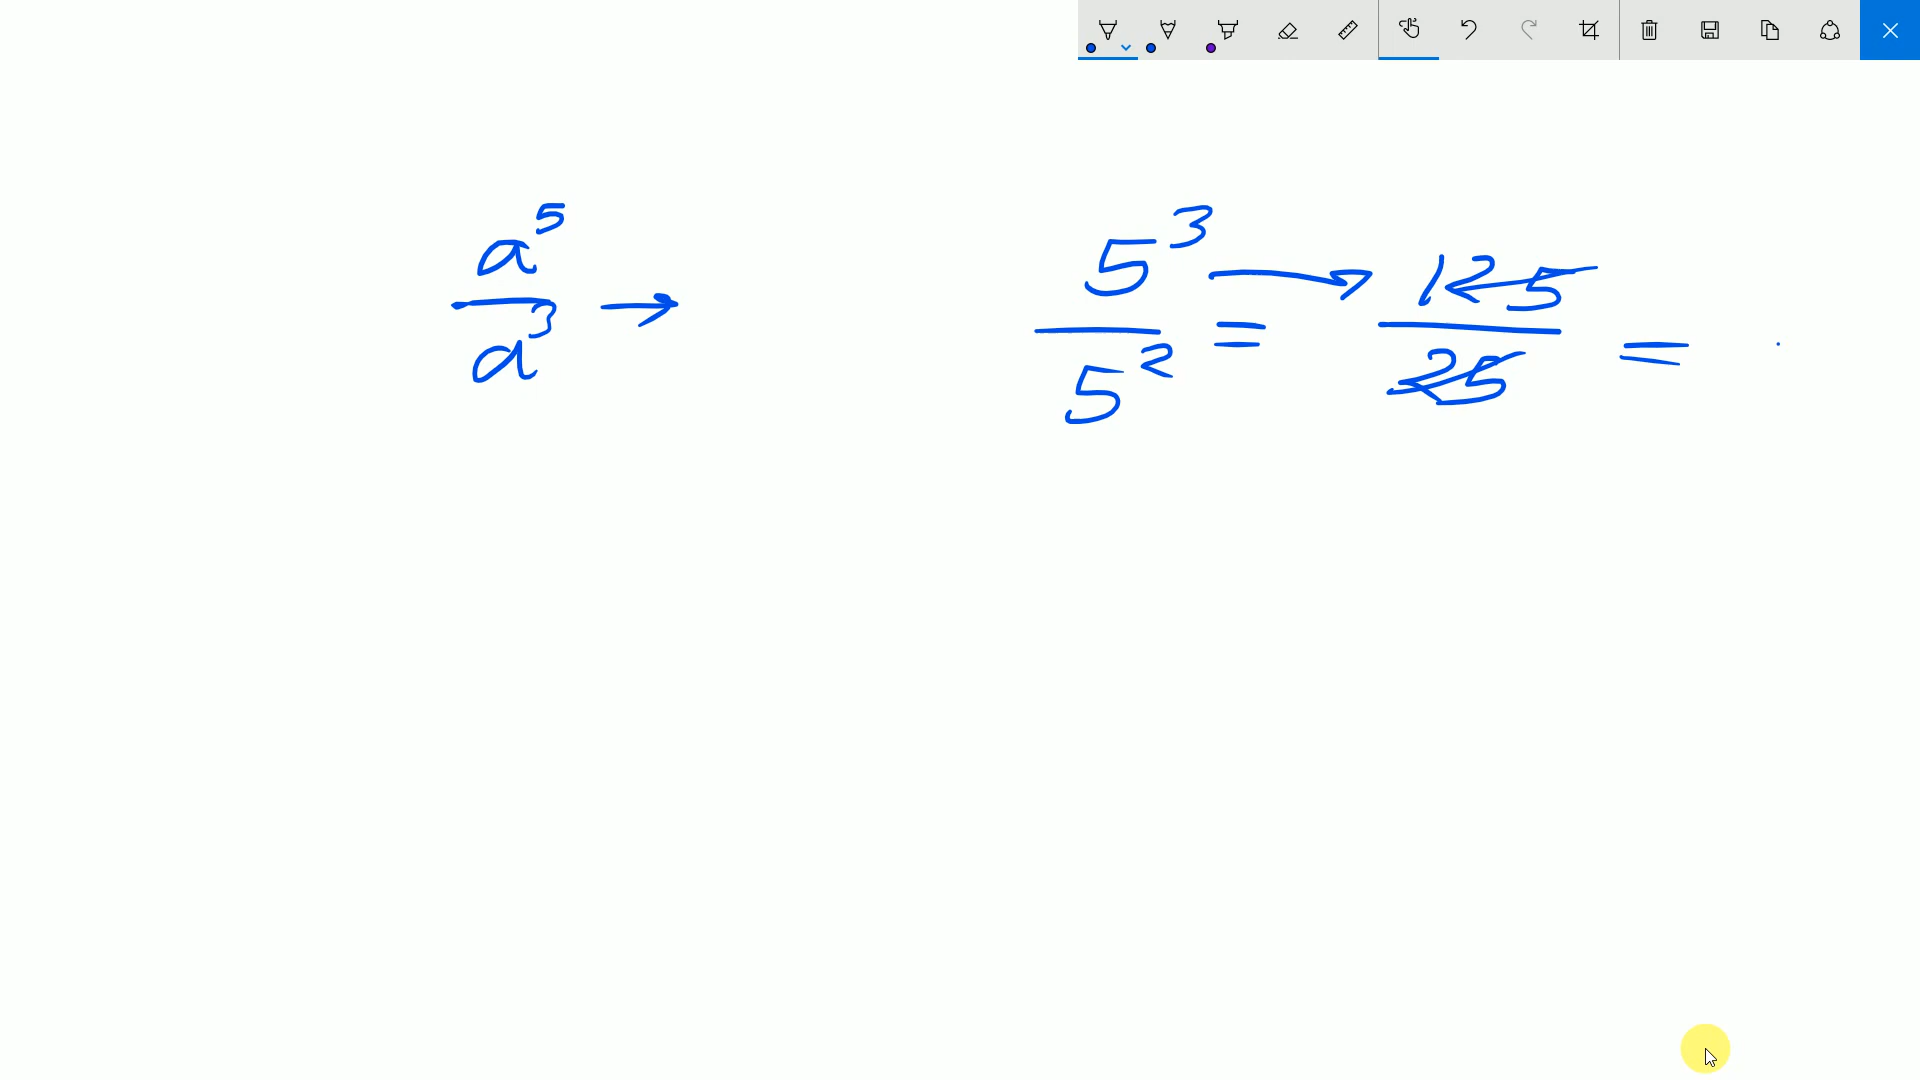 a^5 / a^3 →
5^3 / 5^2 = → 125 / 25 =